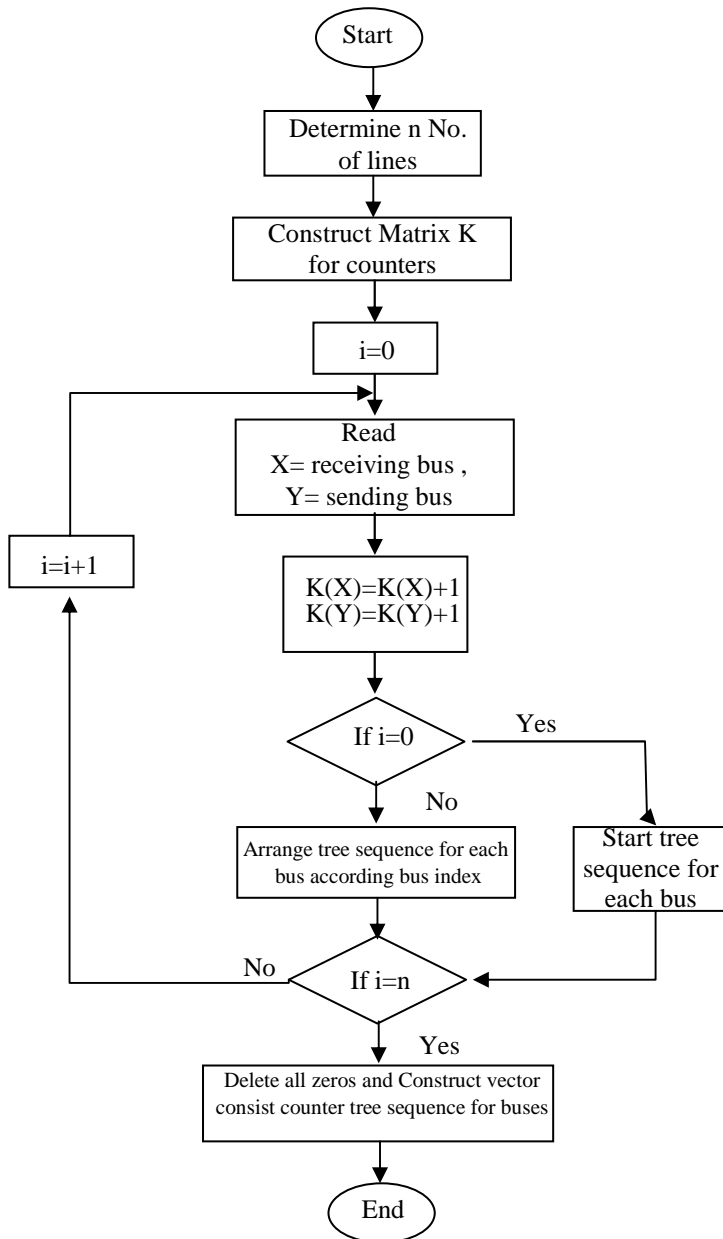 Start
Determine n No.
of lines
Construct Matrix K
for counters
i=0
Read
X= receiving bus ,
Y= sending bus
i=i+1
K(X)=K(X)+1
K(Y)=K(Y)+1
If i=0
Yes
No
Arrange tree sequence for each
bus according bus index
Start tree
sequence for
each bus
If i=n
No
Yes
Delete all zeros and Construct vector
consist counter tree sequence for buses
End